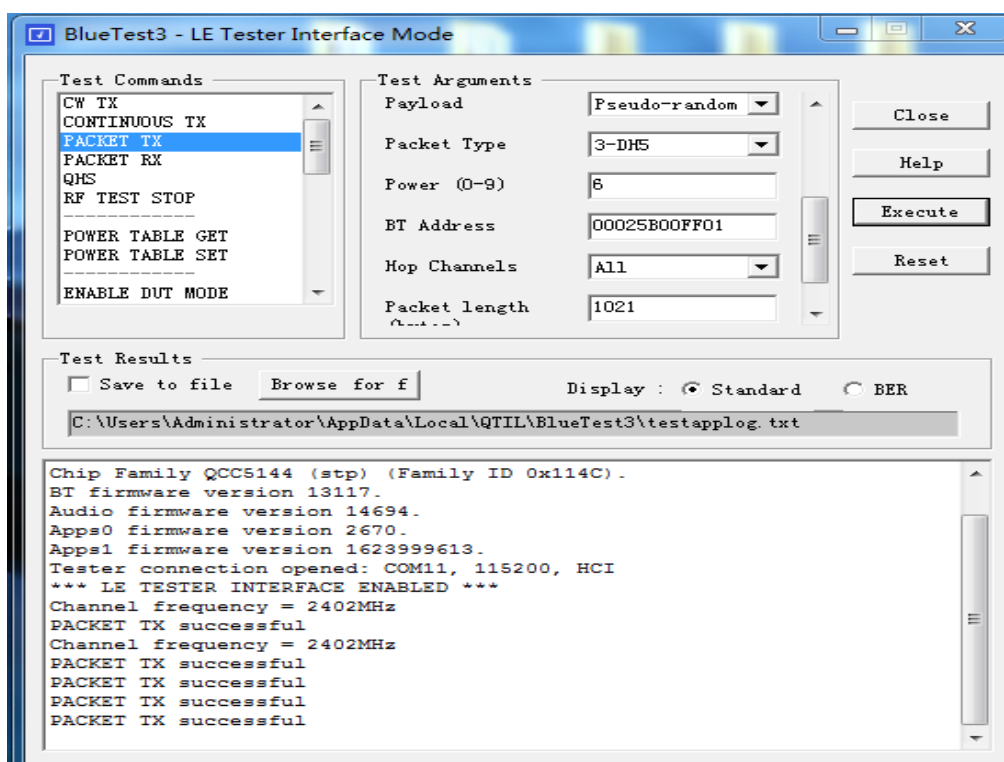 BlueTest3 - LE Tester Interface Mode
Test Commands
CW TX
CONTINUOUS TX
PACKET TX
PACKET RX
QHS
RF TEST STOP
------------
POWER TABLE GET
POWER TABLE SET
------------
ENABLE DUT MODE
Test Arguments
Payload Pseudo-random
Packet Type 3-DH5
Power (0-9) 6
BT Address 00025B00FF01
Hop Channels All
Packet length 1021
Close
Help
Execute
Reset
Test Results
Save to file Browse for f Display : Standard BER
C:\Users\Administrator\AppData\Local\QTIL\BlueTest3\testapplog.txt
Chip Family QCC5144 (stp) (Family ID 0x114C).
BT firmware version 13117.
Audio firmware version 14694.
Apps0 firmware version 2670.
Apps1 firmware version 1623999613.
Tester connection opened: COM11, 115200, HCI
*** LE TESTER INTERFACE ENABLED ***
Channel frequency = 2402MHz
PACKET TX successful
Channel frequency = 2402MHz
PACKET TX successful
PACKET TX successful
PACKET TX successful
PACKET TX successful